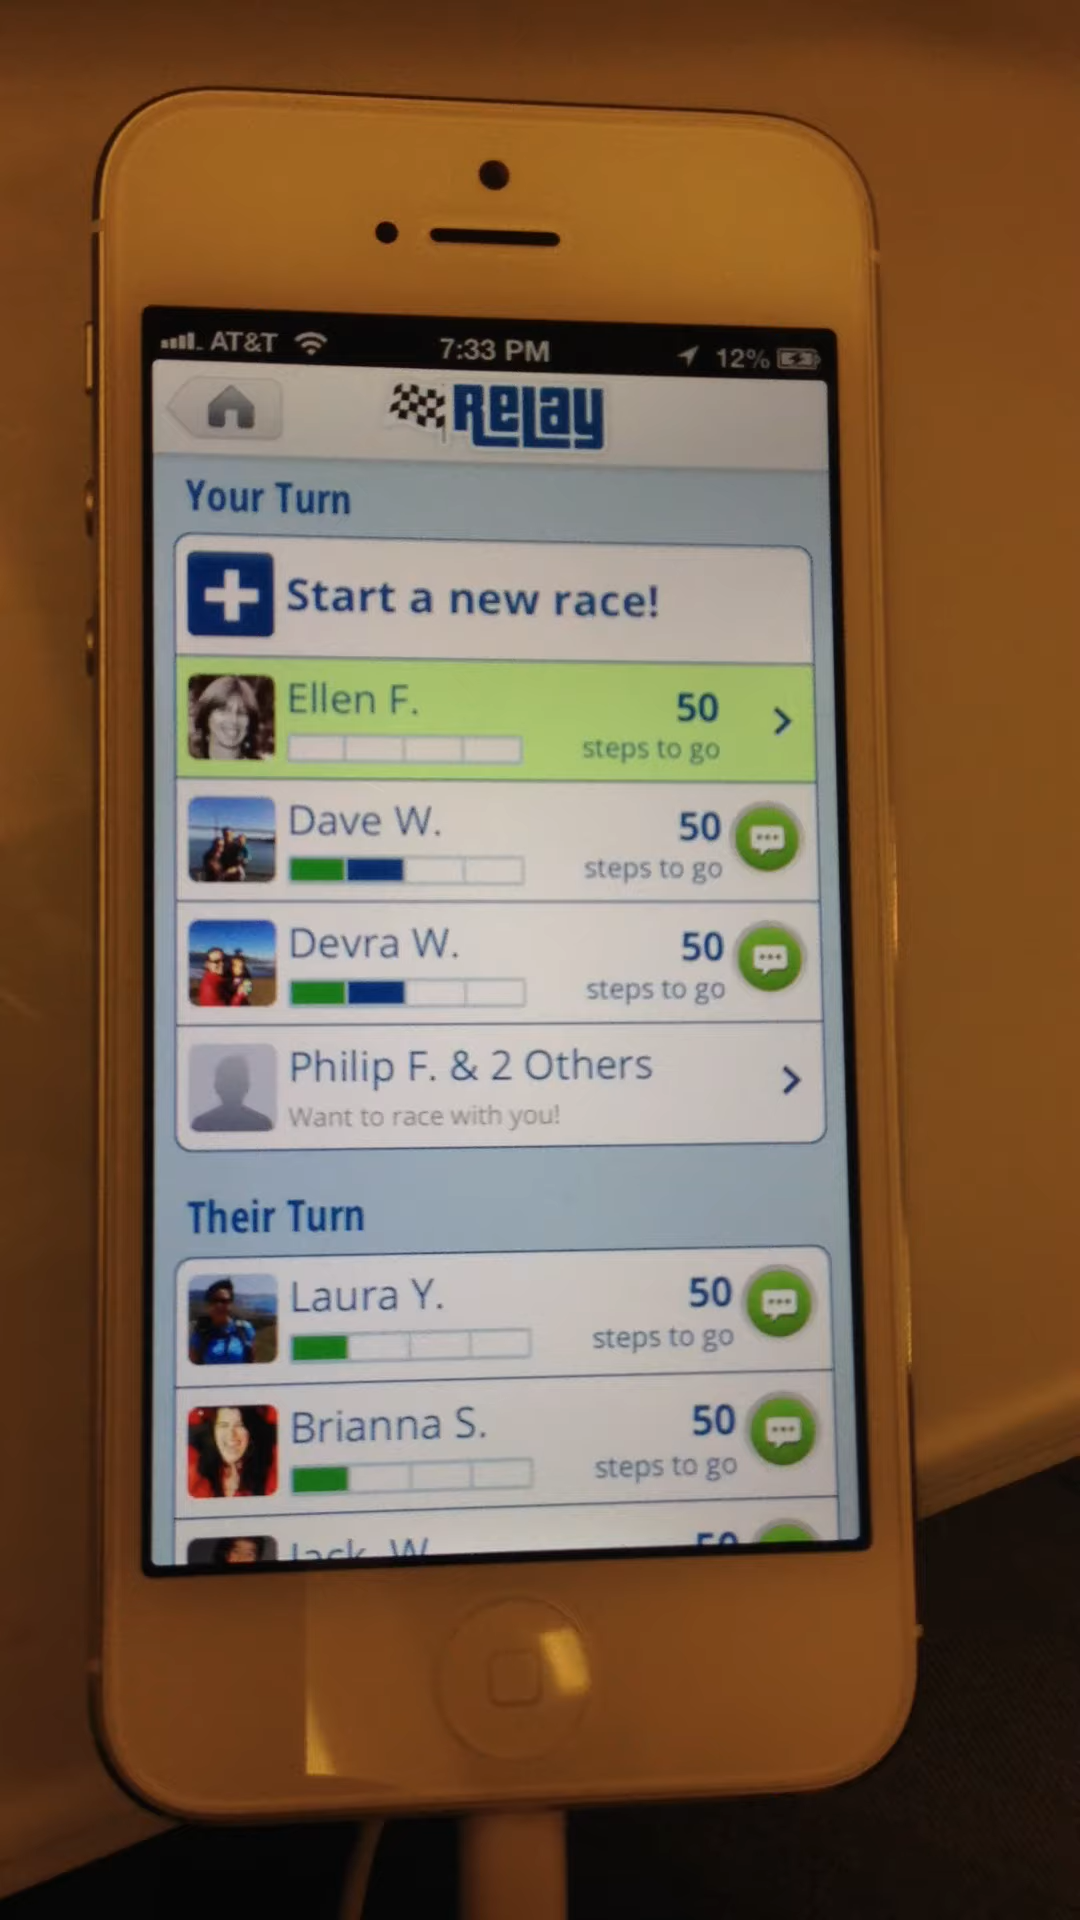 AT&T 7:33 PM 12%
RELAY
Your Turn
Start a new race!
Ellen F. 50
steps to go
Dave W. 50
steps to go
Devra W. 50
steps to go
Philip F. & 2 Others
Want to race with you!
Their Turn
Laura Y. 50
steps to go
Brianna S. 50
steps to go
Jack W. 50